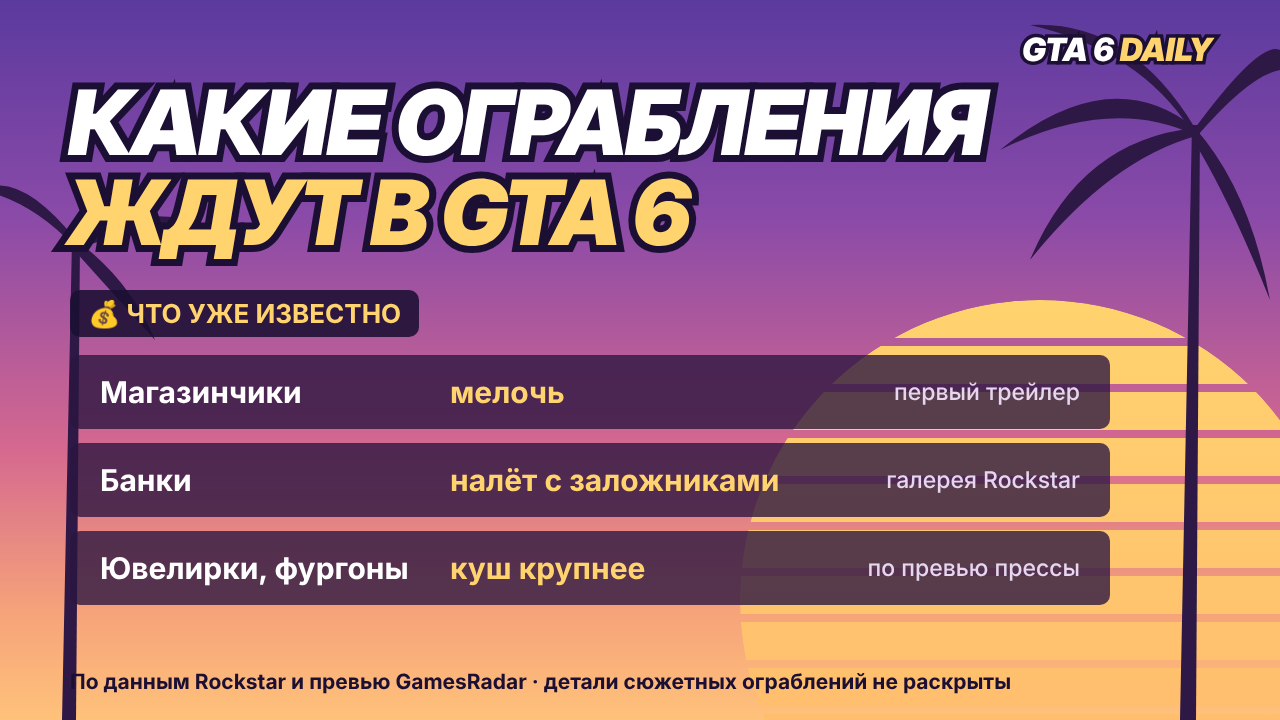 GTA 6 DAILY
КАКИЕ ОГРАБЛЕНИЯ
ЖДУТ В GTA 6
💰 ЧТО УЖЕ ИЗВЕСТНО
Магазинчики мелочь первый трейлер
Банки налёт с заложниками галерея Rockstar
Ювелирки, фургоны куш крупнее по превью прессы
По данным Rockstar и превью GamesRadar · детали сюжетных ограблений не раскрыты